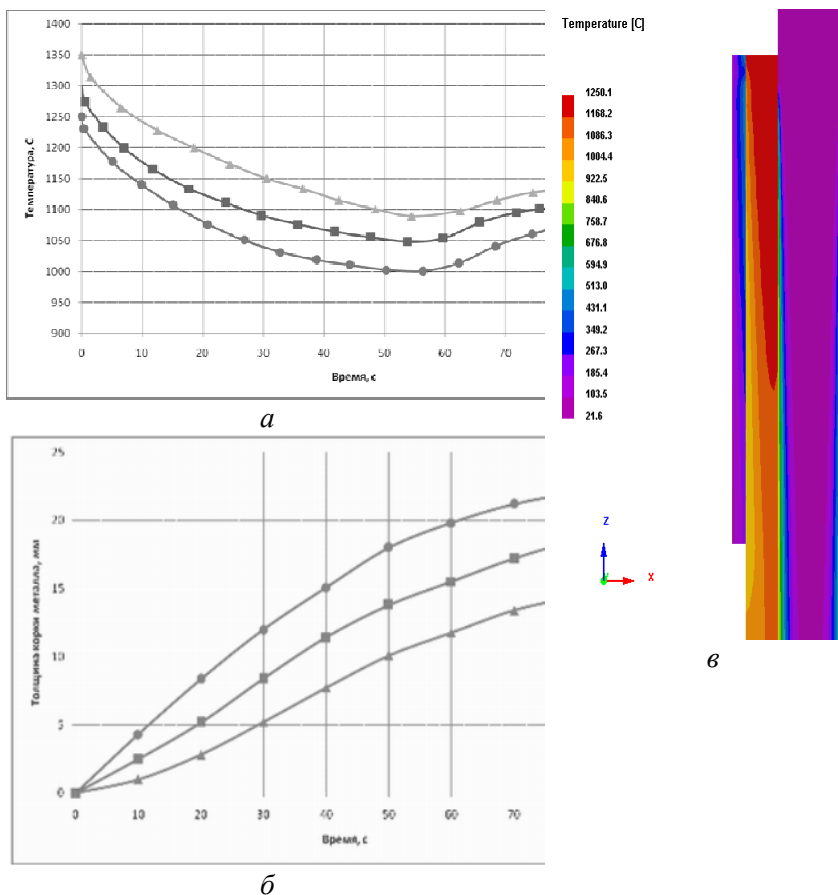 1400
1350
1300
1250
1200
1150
1100
1050
1000
950
900
Температура, С
0 10 20 30 40 50 60 70
Время, с
а
25
20
15
10
5
0
Толщина корки металла, мм
0 10 20 30 40 50 60 70
Время, с
б
Temperature [C]
1250.1
1168.2
1086.3
1004.4
922.5
840.6
758.7
676.8
594.9
513.0
431.1
349.2
267.3
185.4
103.5
21.6
Z
Y
X
в